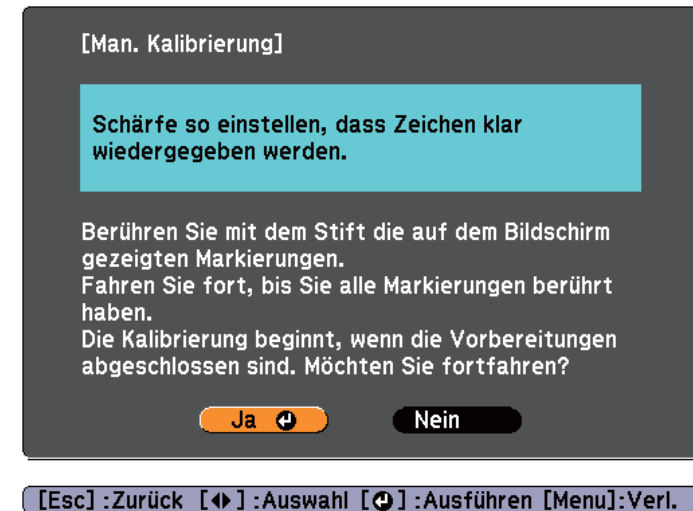 [Man. Kalibrierung]
Schärfe so einstellen, dass Zeichen klar
wiedergegeben werden.
Berühren Sie mit dem Stift die auf dem Bildschirm
gezeigten Markierungen.
Fahren Sie fort, bis Sie alle Markierungen berührt
haben.
Die Kalibrierung beginnt, wenn die Vorbereitungen
abgeschlossen sind. Möchten Sie fortfahren?
Ja Nein
[Esc] :Zurück [◆] :Auswahl [↵] :Ausführen [Menu]:Verl.